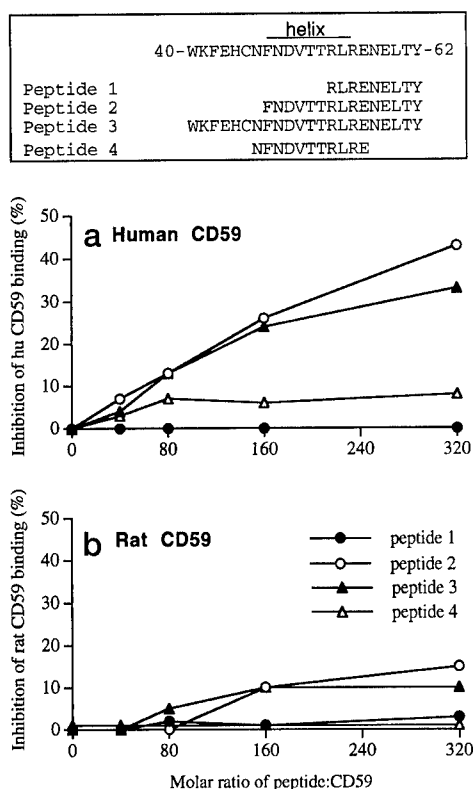 helix
40-WKFEHCNFNDVTTRLRENELTY-62
Peptide 1 RLRENELTY
Peptide 2 FNDVTTRLRENELTY
Peptide 3 WKFEHCNFNDVTTRLRENELTY
Peptide 4 NFNDVTTRLRE
a Human CD59
Inhibition of hu CD59 binding (%)
50
40
30
20
10
0
0 80 160 240 320
b Rat CD59
Inhibition of rat CD59 binding (%)
50
40
30
20
10
0
peptide 1
peptide 2
peptide 3
peptide 4
0 80 160 240 320
Molar ratio of peptide:CD59